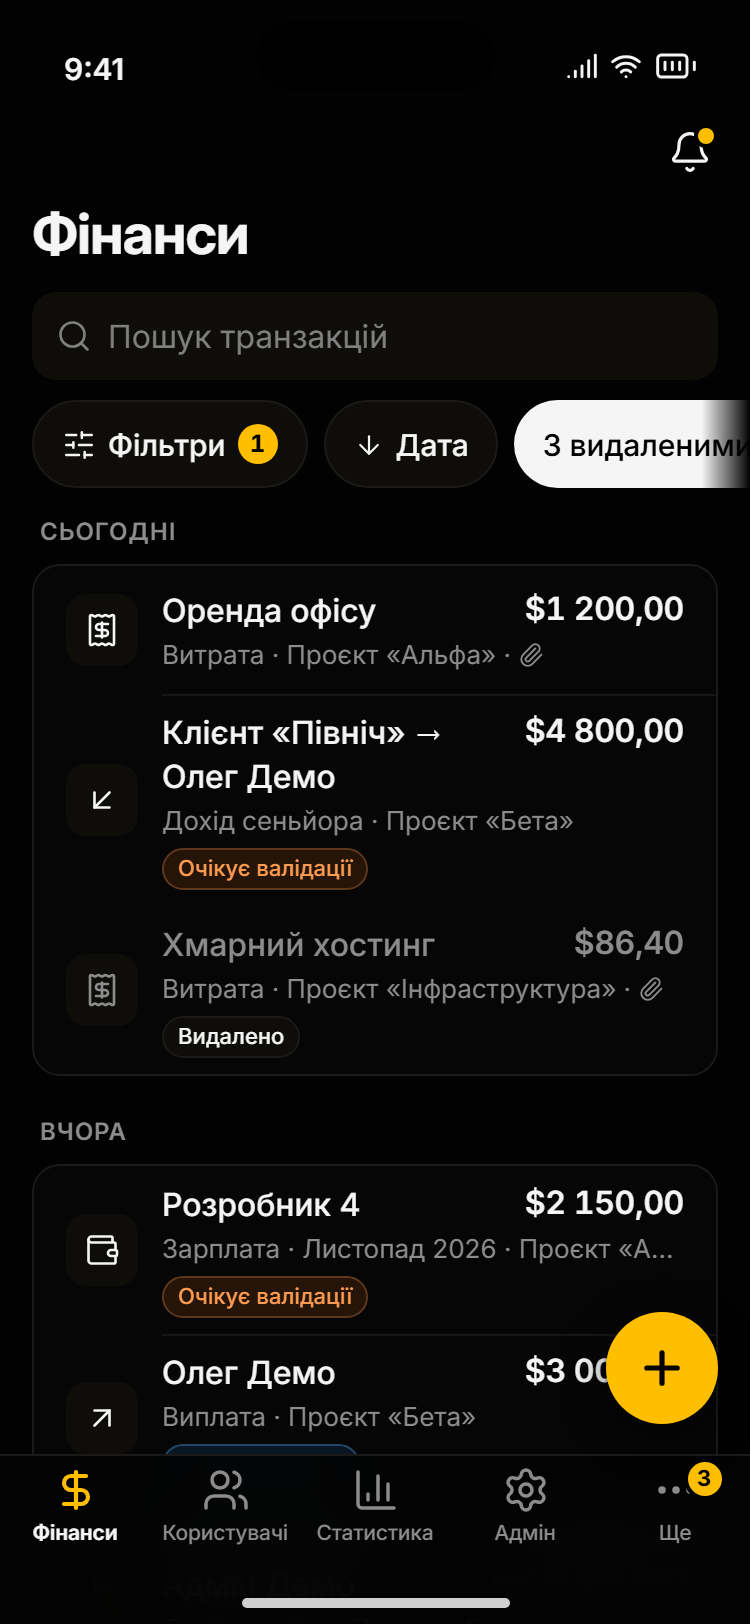 9:41
Фінанси
Пошук транзакцій
Фільтри 1
Дата
З видаленими
СЬОГОДНІ
Оренда офісу $1 200,00
Витрата · Проєкт «Альфа» ·
Клієнт «Північ» → $4 800,00
Олег Демо
Дохід сеньйора · Проєкт «Бета»
Очікує валідації
Хмарний хостинг $86,40
Витрата · Проєкт «Інфраструктура» ·
Видалено
ВЧОРА
Розробник 4 $2 150,00
Зарплата · Листопад 2026 · Проєкт «А...
Очікує валідації
Олег Демо $3 00
Виплата · Проєкт «Бета»
3
Фінанси Користувачі Статистика Адмін Ще
Адмін Демо